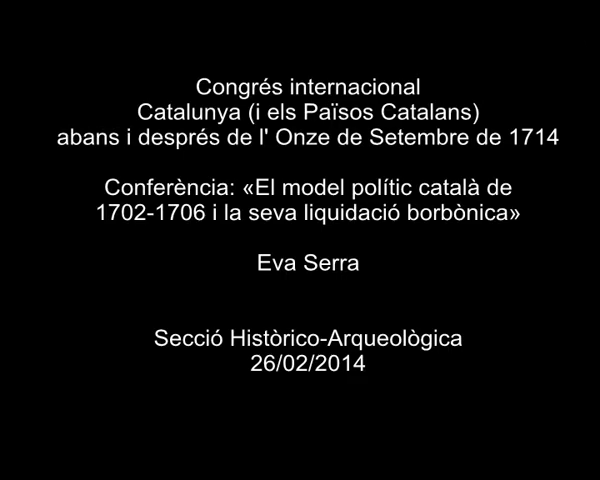 Congrés internacional
Catalunya (i els Països Catalans)
abans i després de l' Onze de Setembre de 1714
Conferència: «El model polític català de
1702-1706 i la seva liquidació borbònica»
Eva Serra
Secció Històrico-Arqueològica
26/02/2014